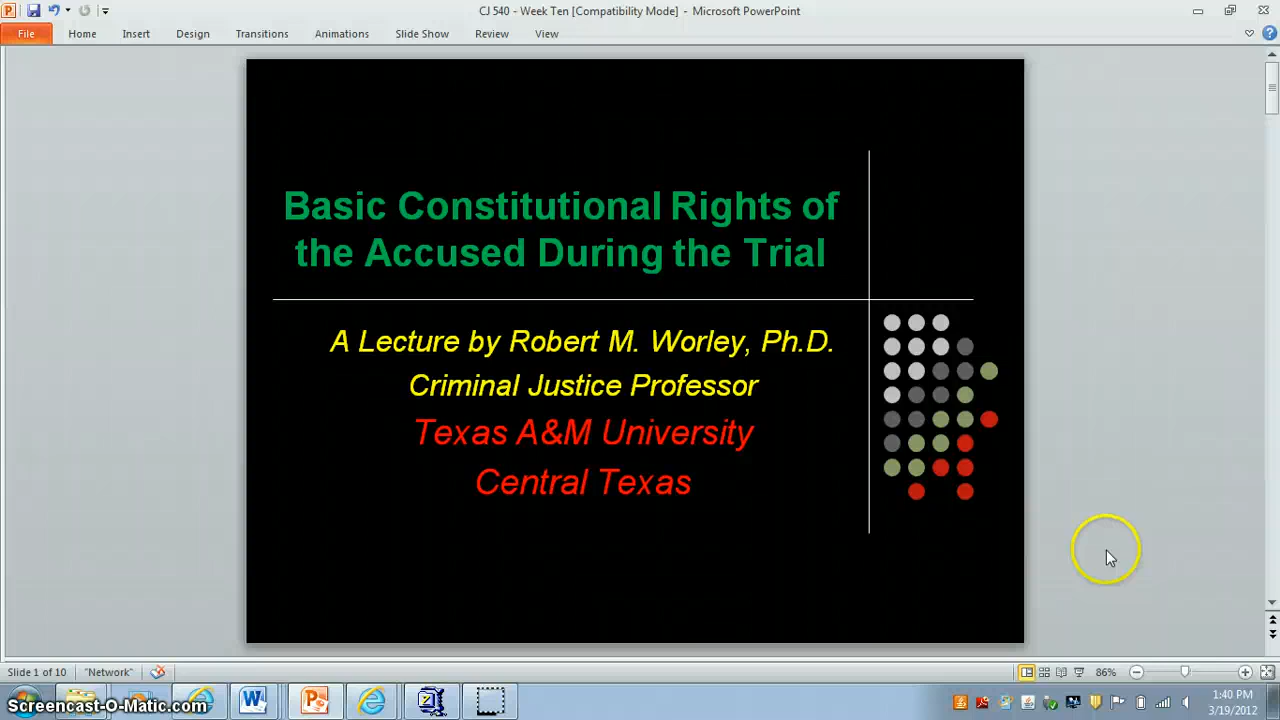 CJ 540 - Week Ten [Compatibility Mode] - Microsoft PowerPoint
File Home Insert Design Transitions Animations Slide Show Review View
Basic Constitutional Rights of
the Accused During the Trial
A Lecture by Robert M. Worley, Ph.D.
Criminal Justice Professor
Texas A&M University
Central Texas
Slide 1 of 10 "Network" 86%
Screencast-O-Matic.com
1:40 PM
3/19/2012